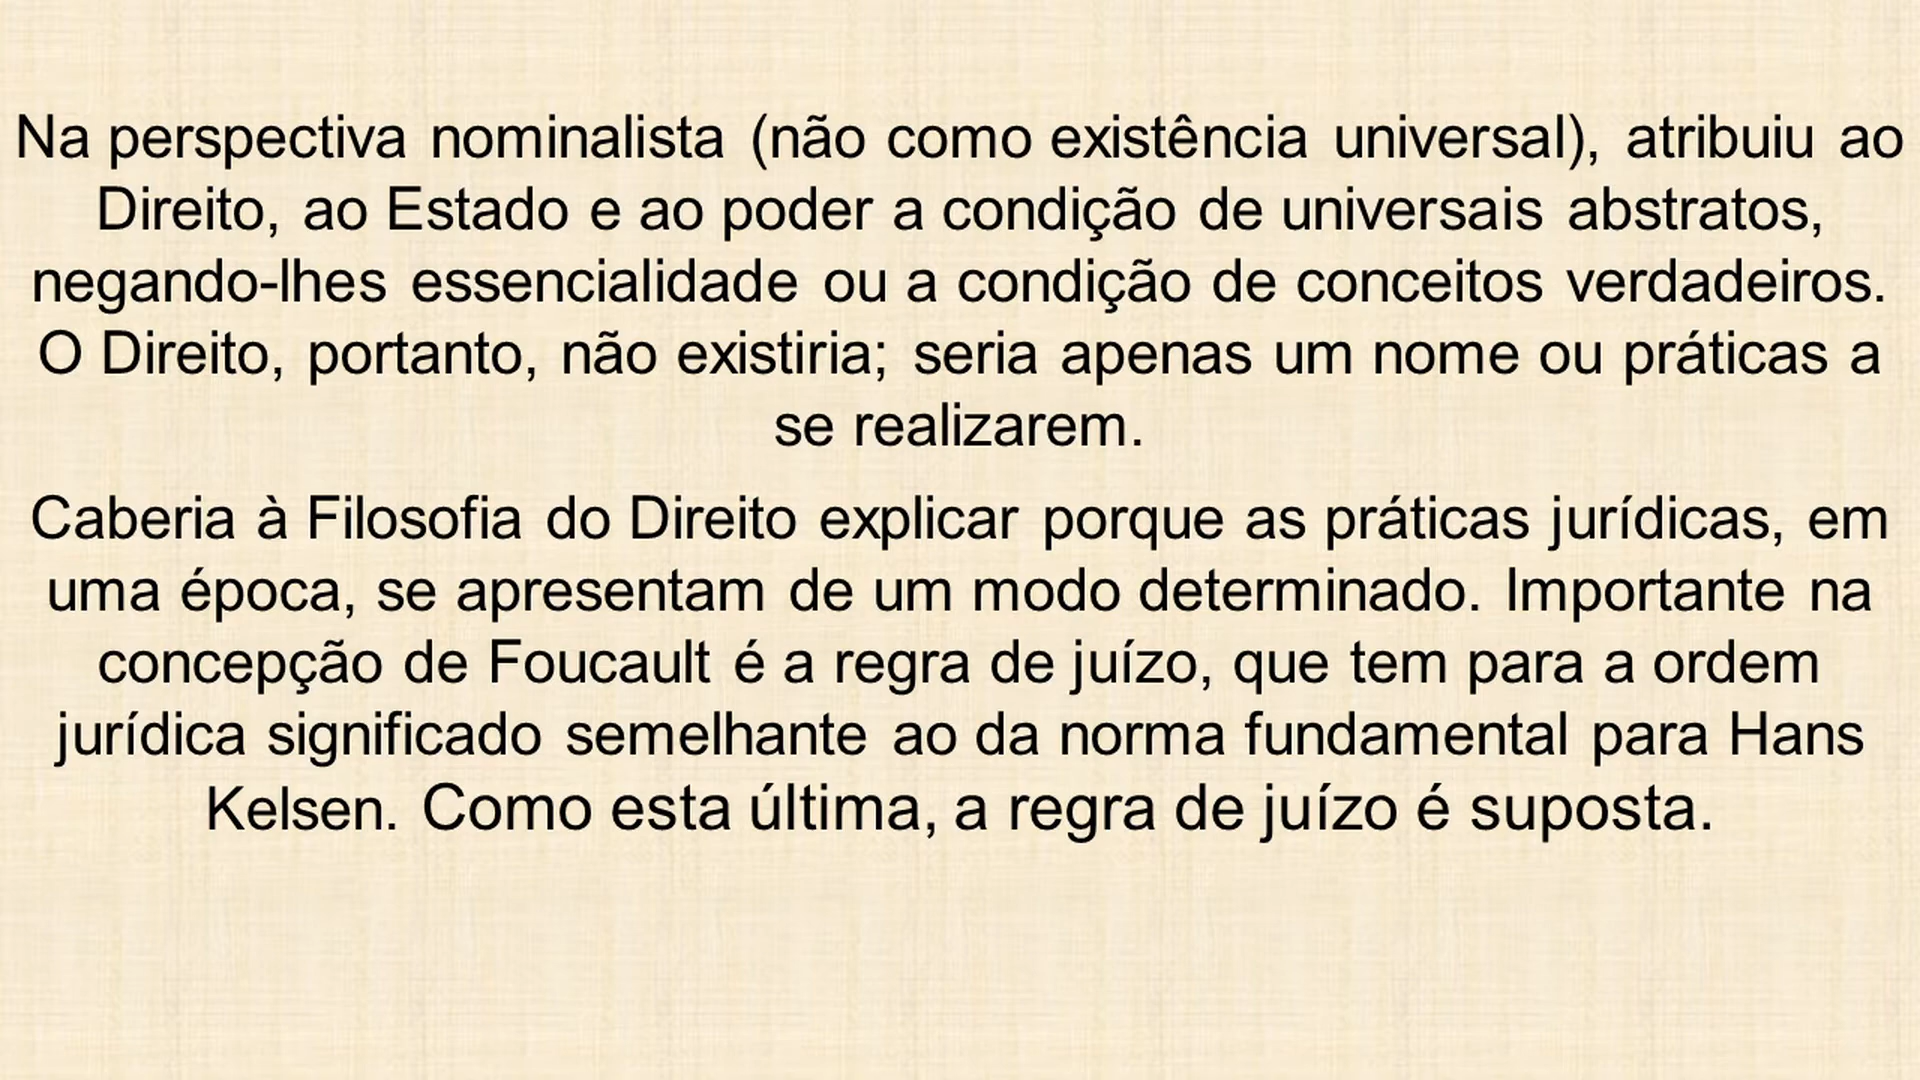 Na perspectiva nominalista (não como existência universal), atribuiu ao
Direito, ao Estado e ao poder a condição de universais abstratos,
negando-lhes essencialidade ou a condição de conceitos verdadeiros.
O Direito, portanto, não existiria; seria apenas um nome ou práticas a
se realizarem.
Caberia à Filosofia do Direito explicar porque as práticas jurídicas, em
uma época, se apresentam de um modo determinado. Importante na
concepção de Foucault é a regra de juízo, que tem para a ordem
jurídica significado semelhante ao da norma fundamental para Hans
Kelsen. Como esta última, a regra de juízo é suposta.